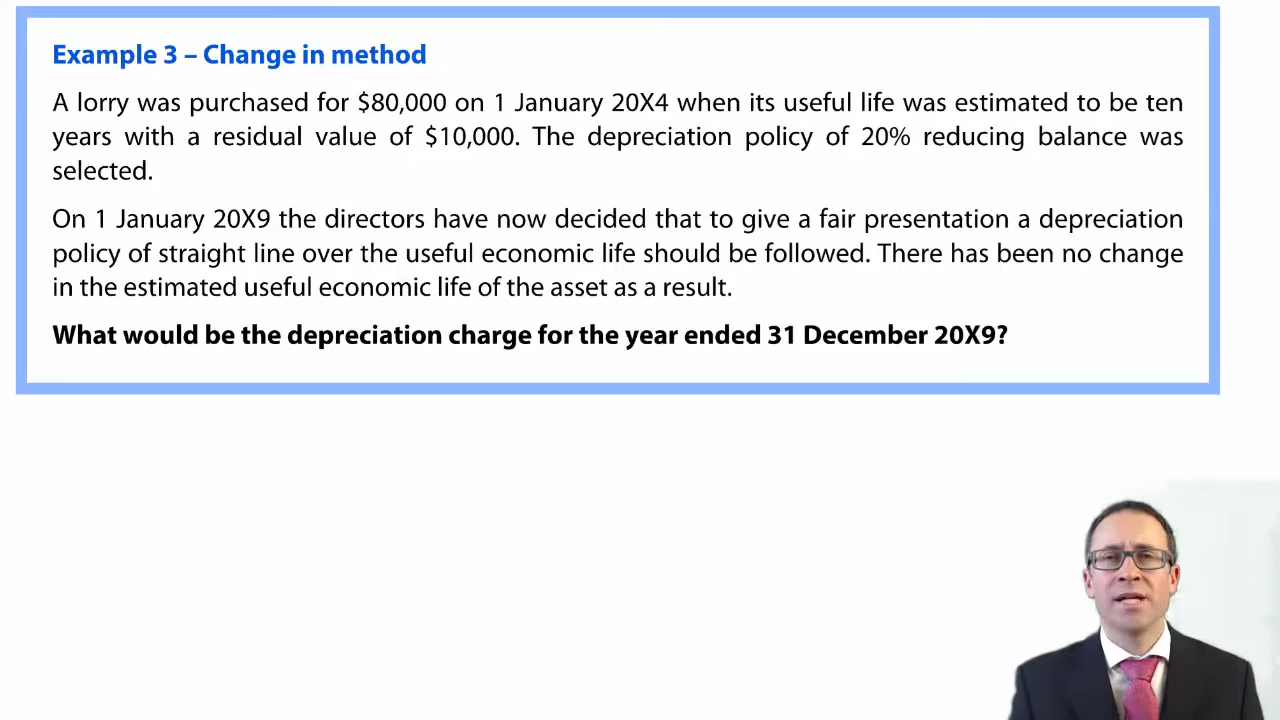 Example 3 – Change in method
A lorry was purchased for $80,000 on 1 January 20X4 when its useful life was estimated to be ten
years with a residual value of $10,000. The depreciation policy of 20% reducing balance was
selected.
On 1 January 20X9 the directors have now decided that to give a fair presentation a depreciation
policy of straight line over the useful economic life should be followed. There has been no change
in the estimated useful economic life of the asset as a result.
What would be the depreciation charge for the year ended 31 December 20X9?